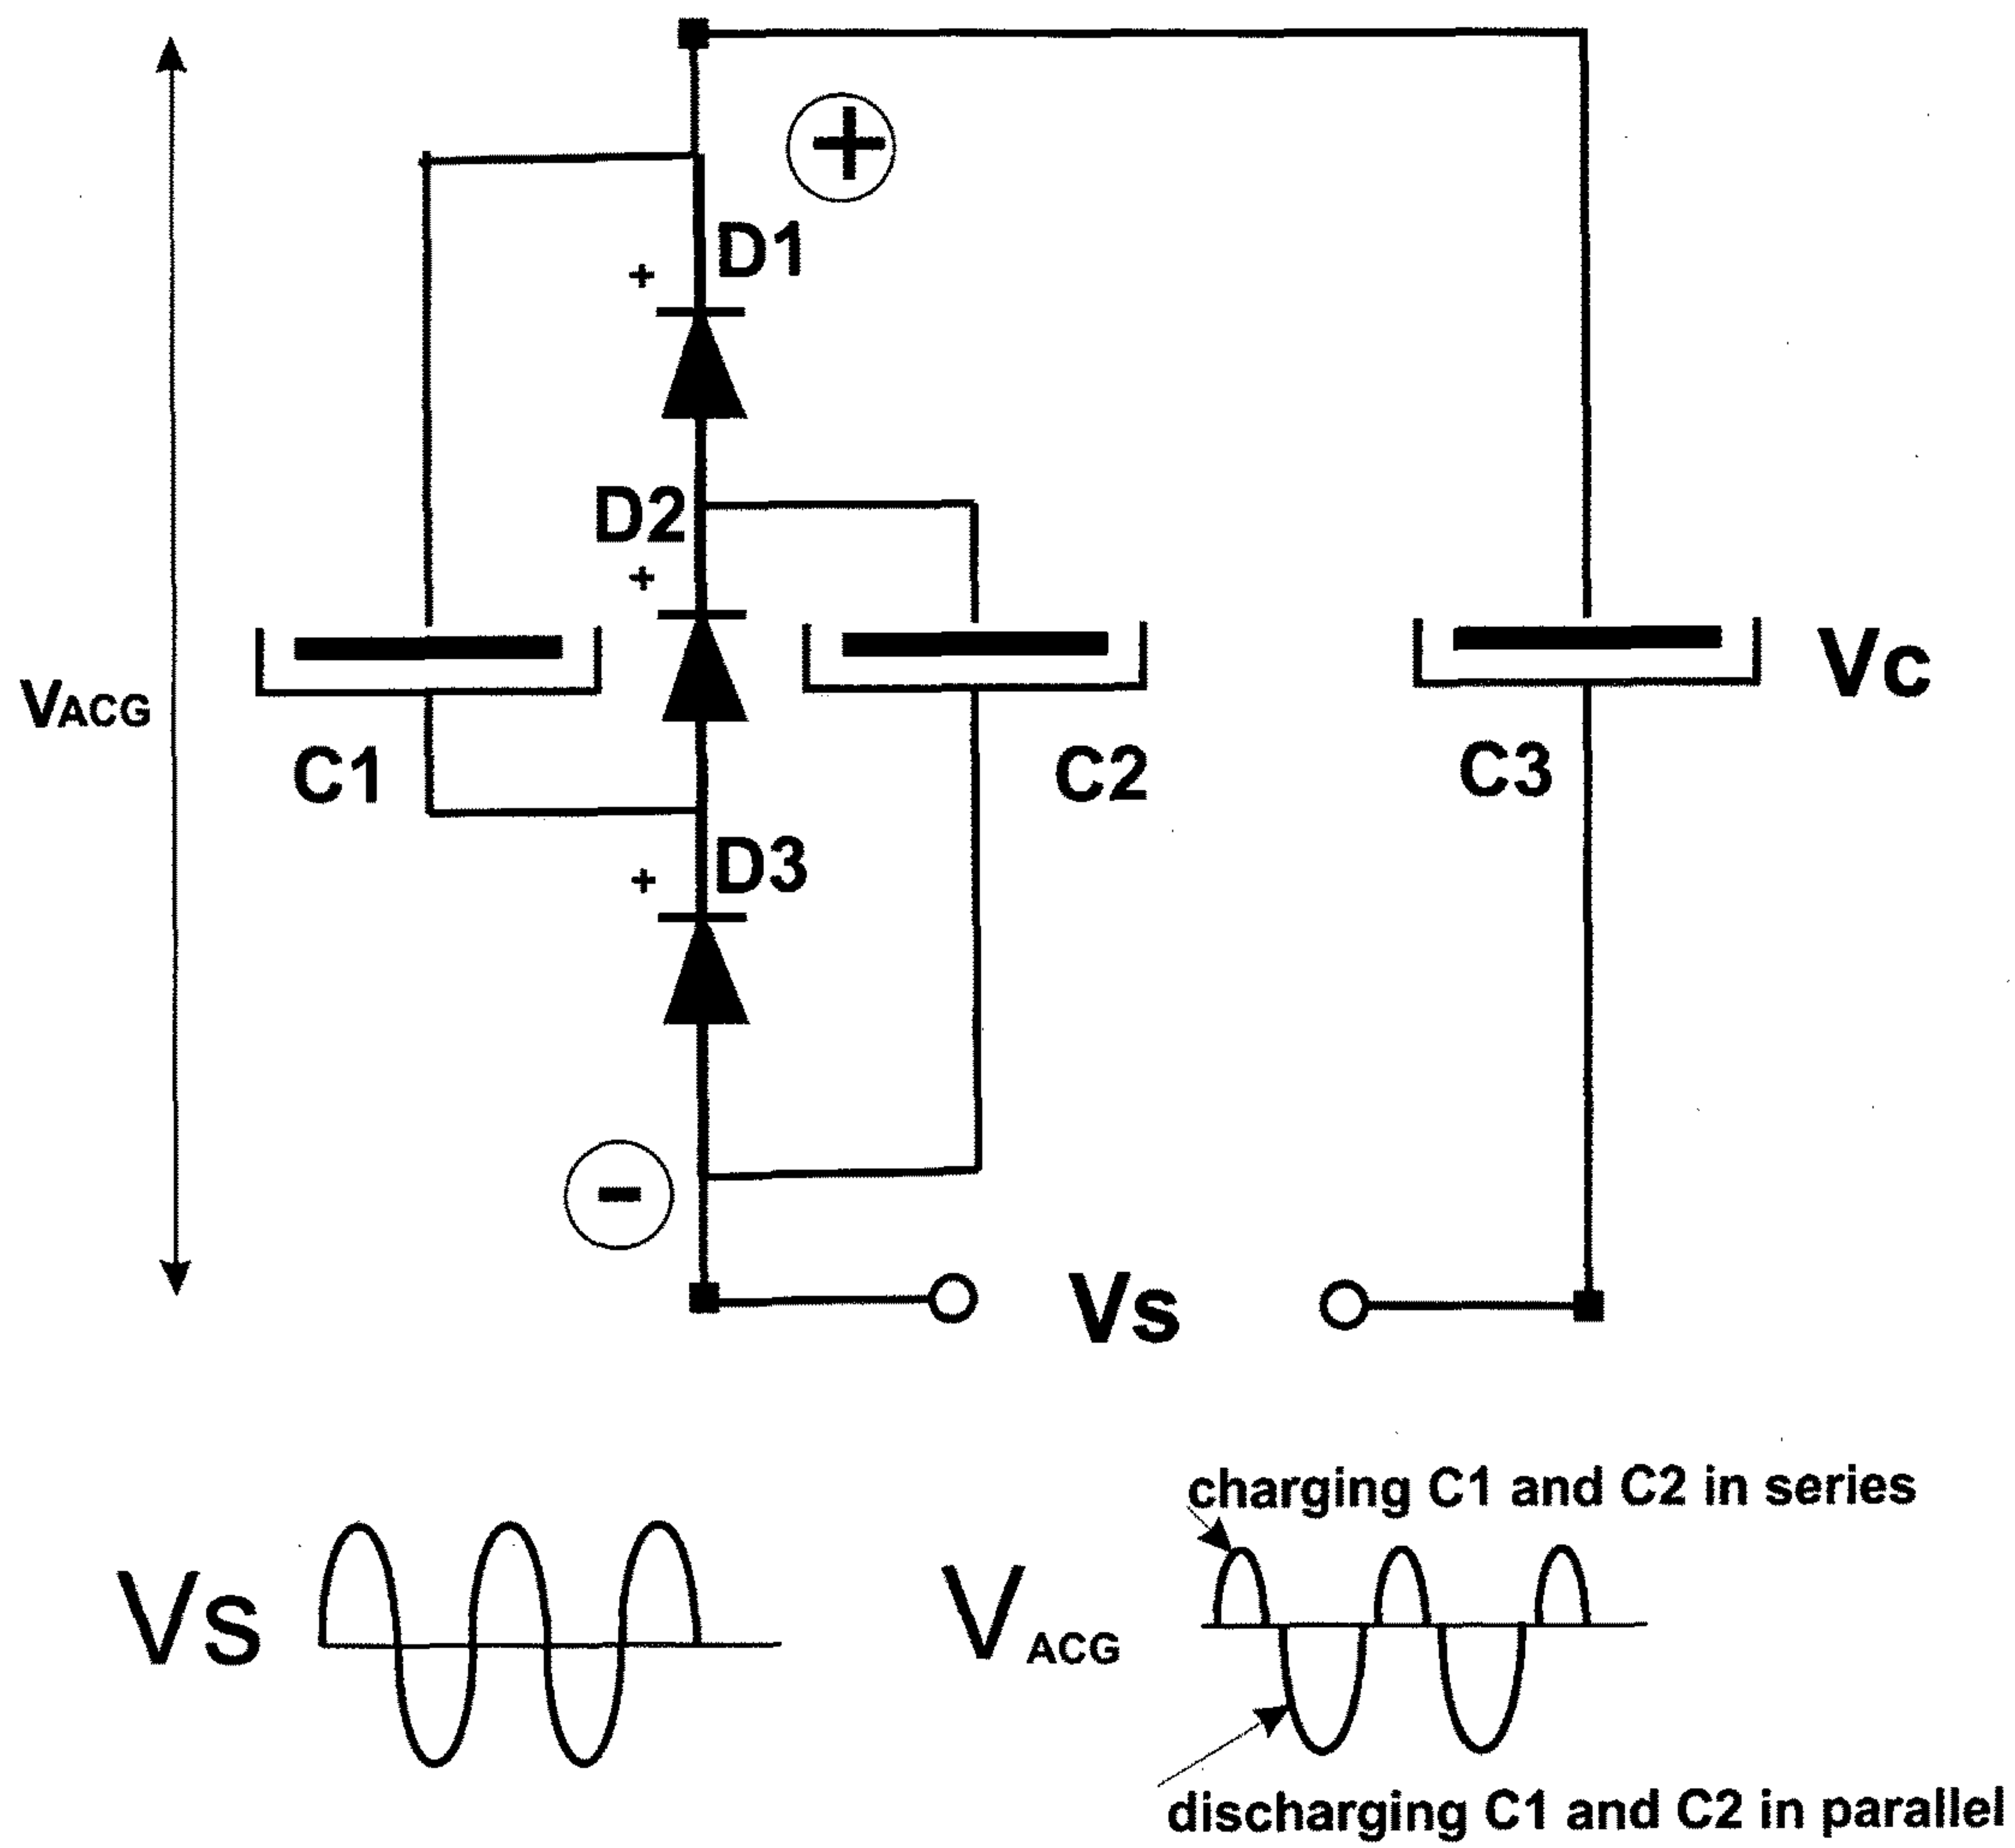 +
D1
+
D2
+
VACG
Vc
C1
C2
C3
D3
+
-
Vs
charging C1 and C2 in series
Vs
VACG
discharging C1 and C2 in parallel